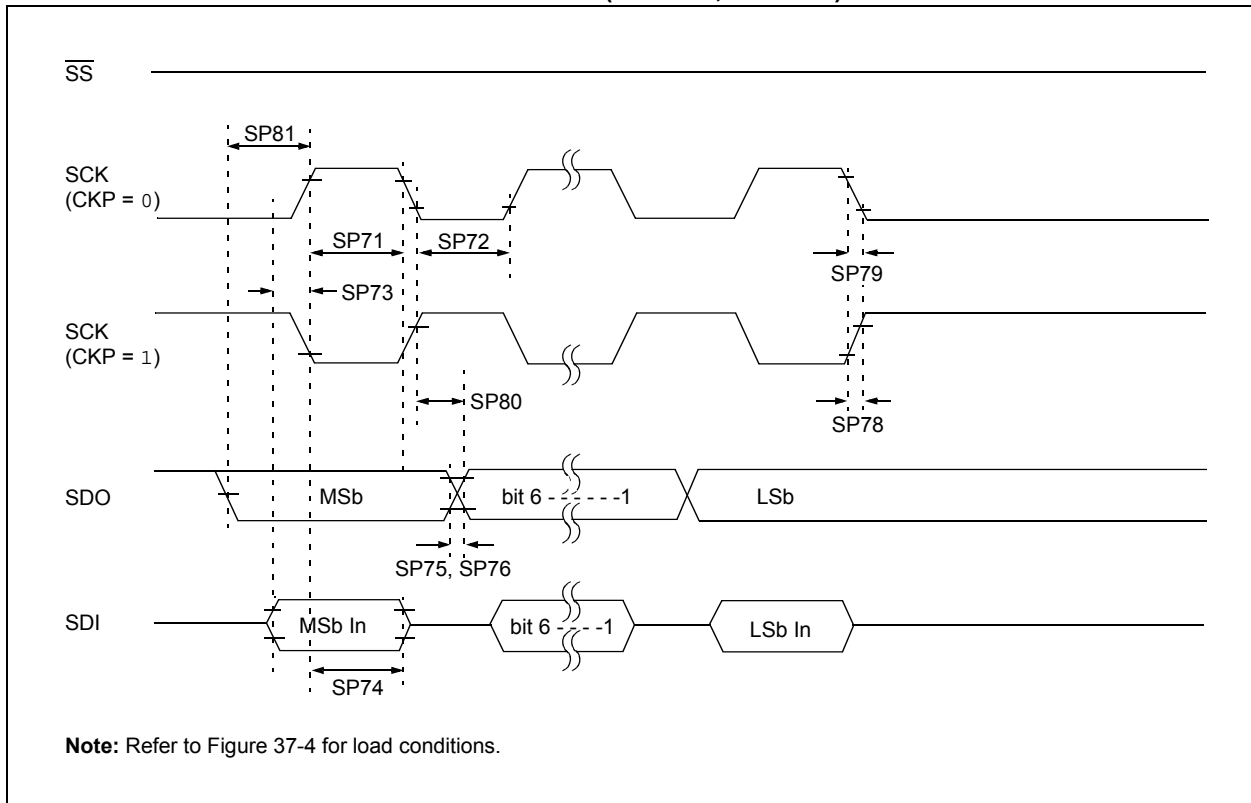 SS
SP81
SCK
(CKP = 0)
SP71
SP72
SP79
SP73
SCK
(CKP = 1)
SP80
SP78
SDO
MSb
bit 6 - - - - - -1
LSb
SP75, SP76
SDI
MSb In
bit 6 - - - -1
LSb In
SP74
Note: Refer to Figure 37-4 for load conditions.